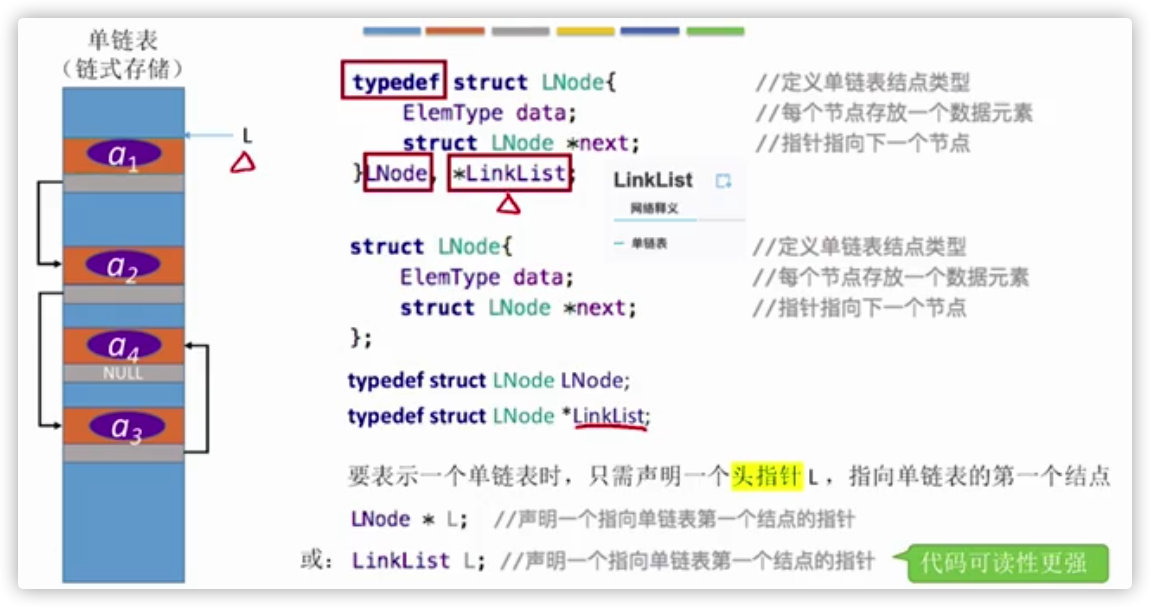 单链表
（链式存储）
L
a1
a2
a4
NULL
a3
typedef struct LNode{ //定义单链表结点类型
ElemType data; //每个节点存放一个数据元素
struct LNode *next; //指针指向下一个节点
}LNode, *LinkList;
LinkList
网络释义
单链表
struct LNode{ //定义单链表结点类型
ElemType data; //每个节点存放一个数据元素
struct LNode *next; //指针指向下一个节点
};
typedef struct LNode LNode;
typedef struct LNode *LinkList;
要表示一个单链表时，只需声明一个头指针 L ，指向单链表的第一个结点
LNode * L; //声明一个指向单链表第一个结点的指针
或： LinkList L; //声明一个指向单链表第一个结点的指针
代码可读性更强